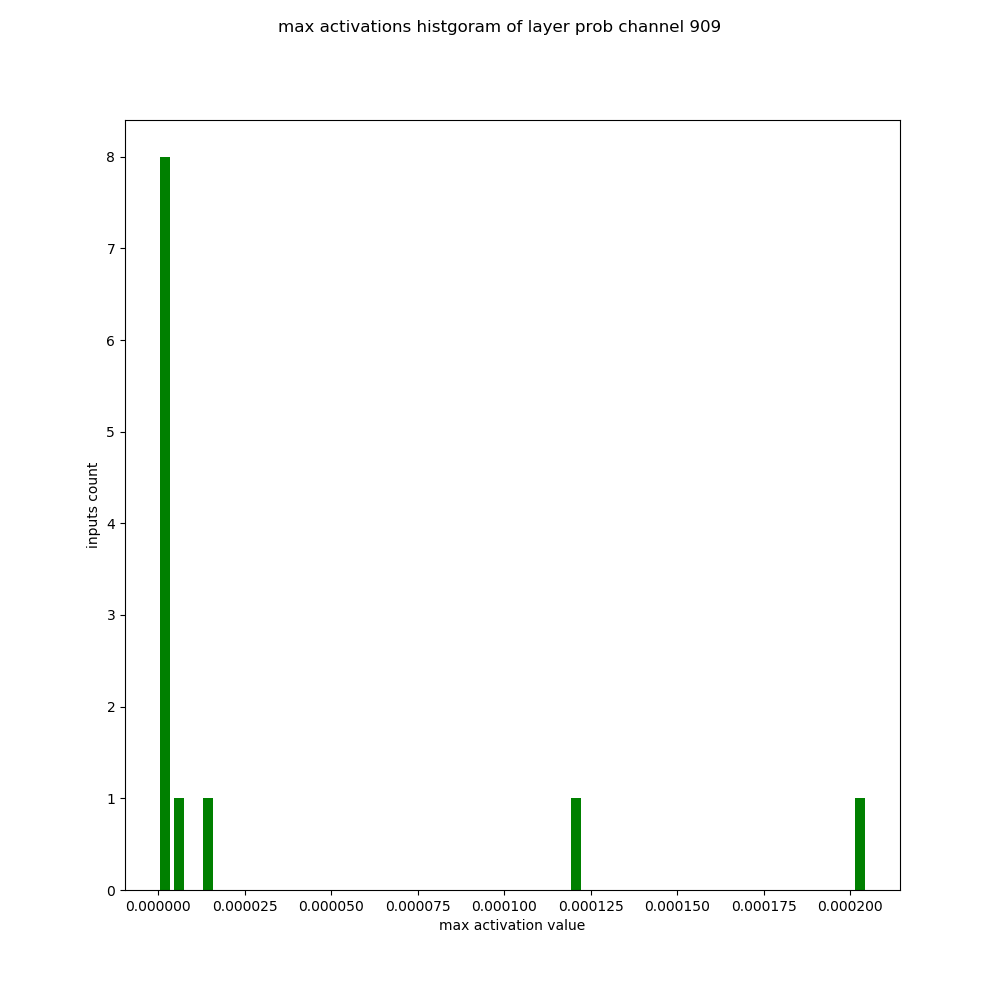 max activations histgoram of layer prob channel 909
8
7
6
5
4
3
2
1
0
inputs count
0.000000 0.000025 0.000050 0.000075 0.000100 0.000125 0.000150 0.000175 0.000200
max activation value